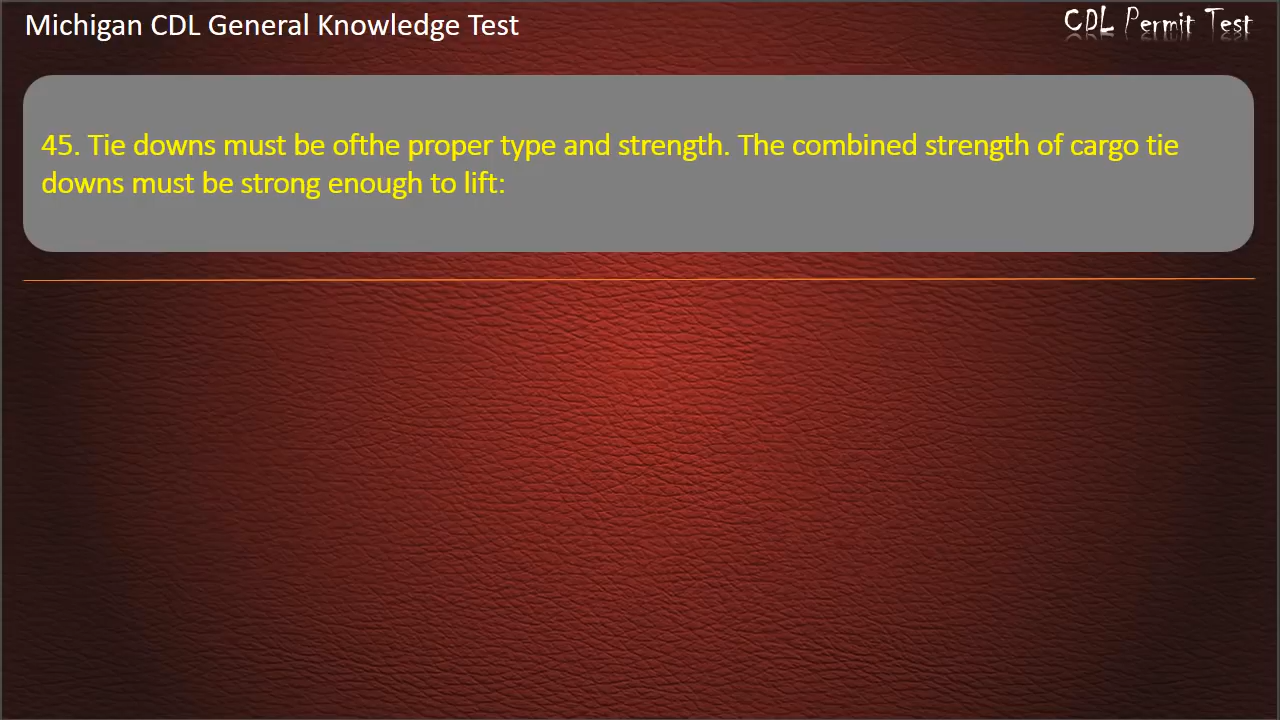 Michigan CDL General Knowledge Test
CDL Permit Test
45. Tie downs must be ofthe proper type and strength. The combined strength of cargo tie
downs must be strong enough to lift: